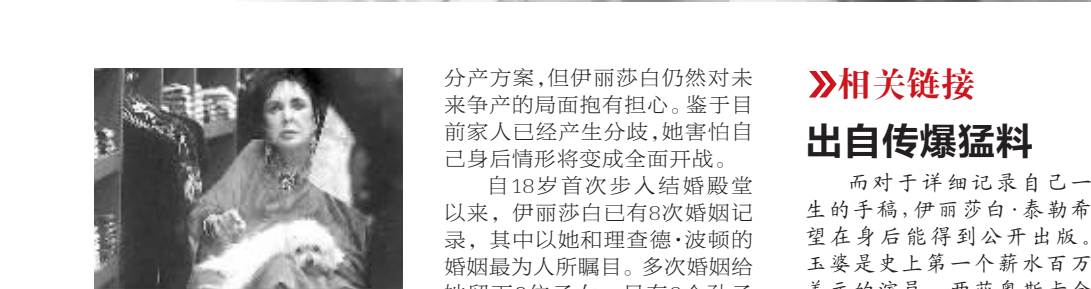 分产方案,但伊丽莎白仍然对未
来争产的局面抱有担心。鉴于目
前家人已经产生分歧,她害怕自
己身后情形将变成全面开战。
自18岁首次步入结婚殿堂
以来，伊丽莎白已有8次婚姻记
录，其中以她和理查德·波顿的
婚姻最为人所瞩目。多次婚姻给
》相关链接
出自传爆猛料
而对于详细记录自己一
生的手稿,伊丽莎白·泰勒希
望在身后能得到公开出版。
玉婆是史上第一个薪水百万